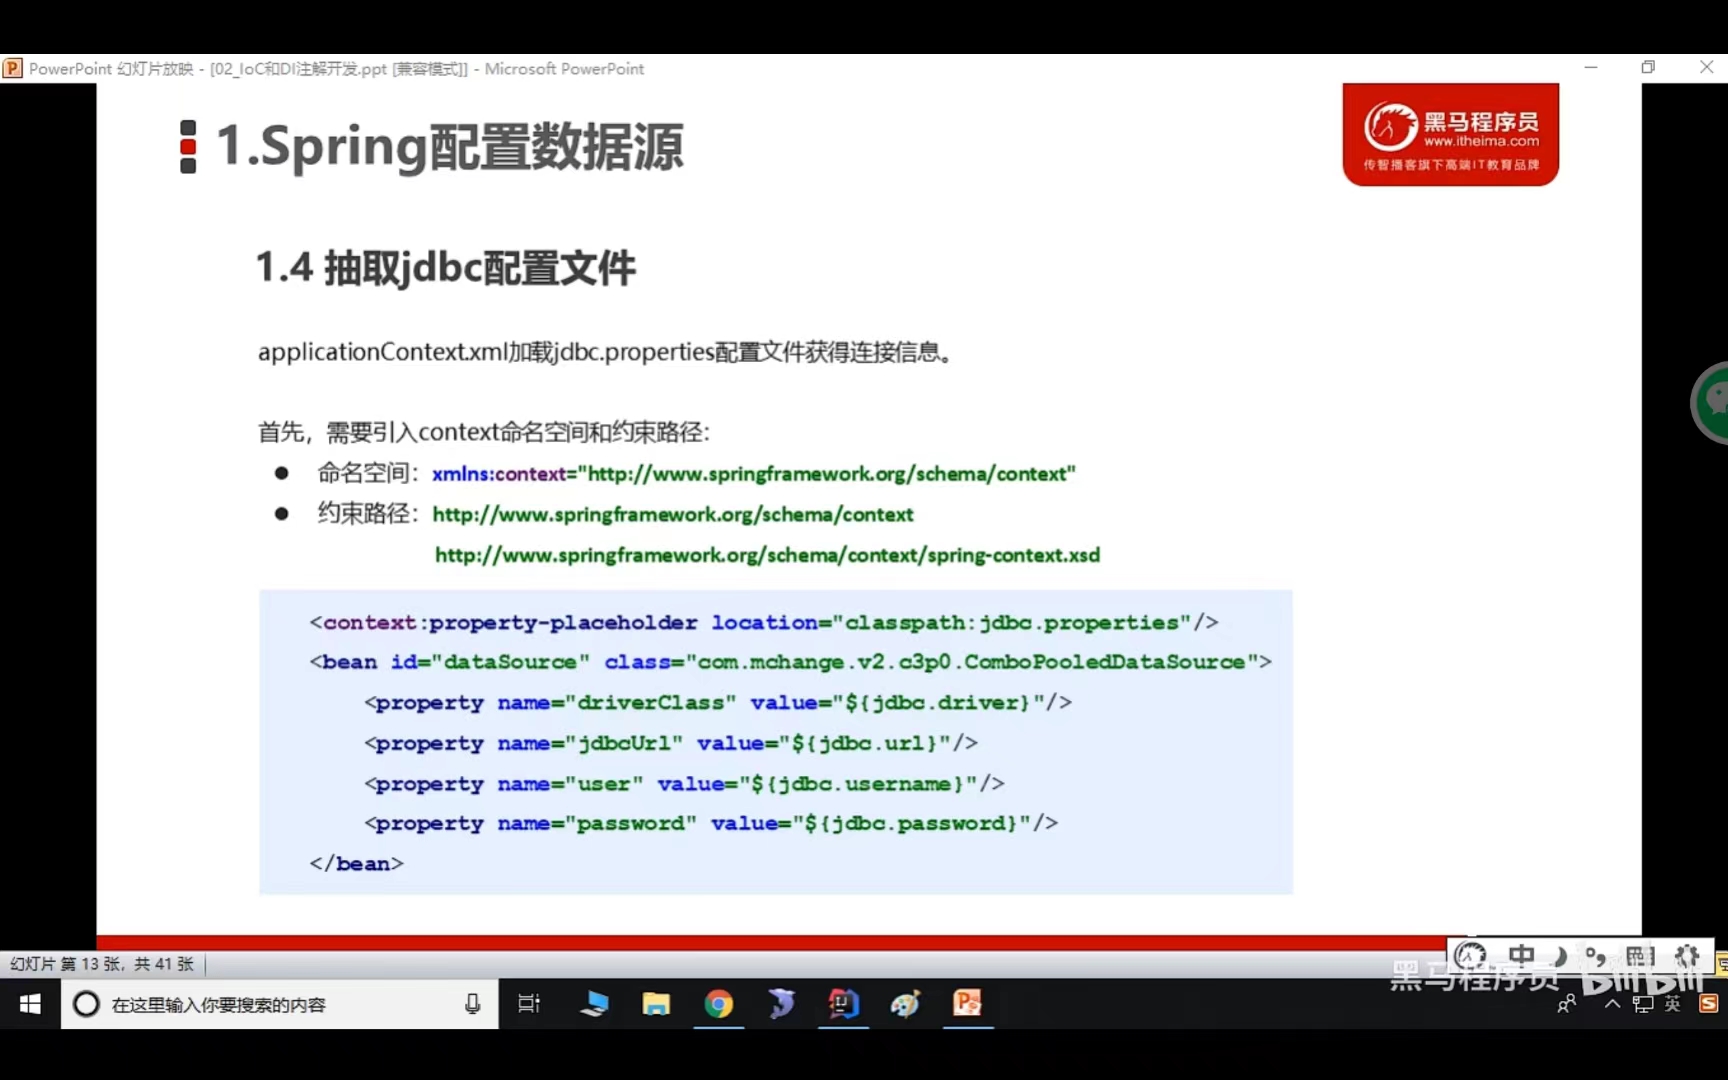 PowerPoint 幻灯片放映 - [02_IoC和DI注解开发.ppt [兼容模式]] - Microsoft PowerPoint
1.Spring配置数据源
黑马程序员
www.itheima.com
传智播客旗下高端IT教育品牌
1.4 抽取jdbc配置文件
applicationContext.xml加载jdbc.properties配置文件获得连接信息。
首先，需要引入context命名空间和约束路径：
● 命名空间：xmlns:context="http://www.springframework.org/schema/context"
● 约束路径：http://www.springframework.org/schema/context
http://www.springframework.org/schema/context/spring-context.xsd
<context:property-placeholder location="classpath:jdbc.properties"/>
<bean id="dataSource" class="com.mchange.v2.c3p0.ComboPooledDataSource">
<property name="driverClass" value="${jdbc.driver}"/>
<property name="jdbcUrl" value="${jdbc.url}"/>
<property name="user" value="${jdbc.username}"/>
<property name="password" value="${jdbc.password}"/>
</bean>
幻灯片 第 13 张，共 41 张
中
黑马程序员 bilibili
在这里输入你要搜索的内容
英